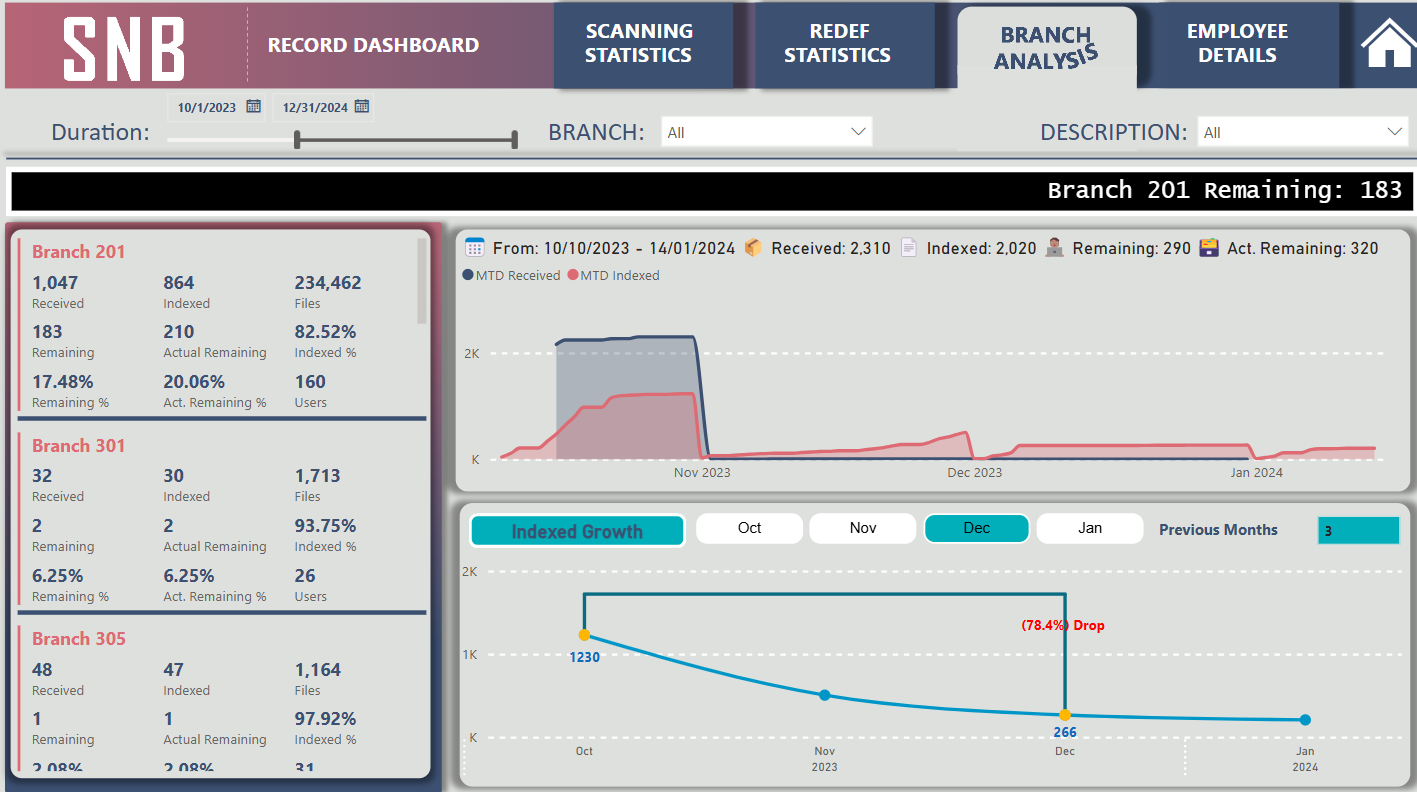 SNB
RECORD DASHBOARD
SCANNING
STATISTICS
REDEF
STATISTICS
BRANCH
ANALYSIS
EMPLOYEE
DETAILS
Duration:
10/1/2023
12/31/2024
BRANCH:
All
DESCRIPTION:
All
Branch 201 Remaining: 183
Branch 201
1,047 864 234,462
Received Indexed Files
183 210 82.52%
Remaining Actual Remaining Indexed %
17.48% 20.06% 160
Remaining % Act. Remaining % Users
Branch 301
32 30 1,713
Received Indexed Files
2 2 93.75%
Remaining Actual Remaining Indexed %
6.25% 6.25% 26
Remaining % Act. Remaining % Users
Branch 305
48 47 1,164
Received Indexed Files
1 1 97.92%
Remaining Actual Remaining Indexed %
2.08% 2.08% 31
From: 10/10/2023 - 14/01/2024 Received: 2,310 Indexed: 2,020 Remaining: 290 Act. Remaining: 320
MTD Received MTD Indexed
2K
K
Nov 2023 Dec 2023 Jan 2024
Indexed Growth Oct Nov Dec Jan Previous Months 3
2K
(78.4%) Drop
1K
1230
266
K
Oct Nov Dec Jan
2023 2024